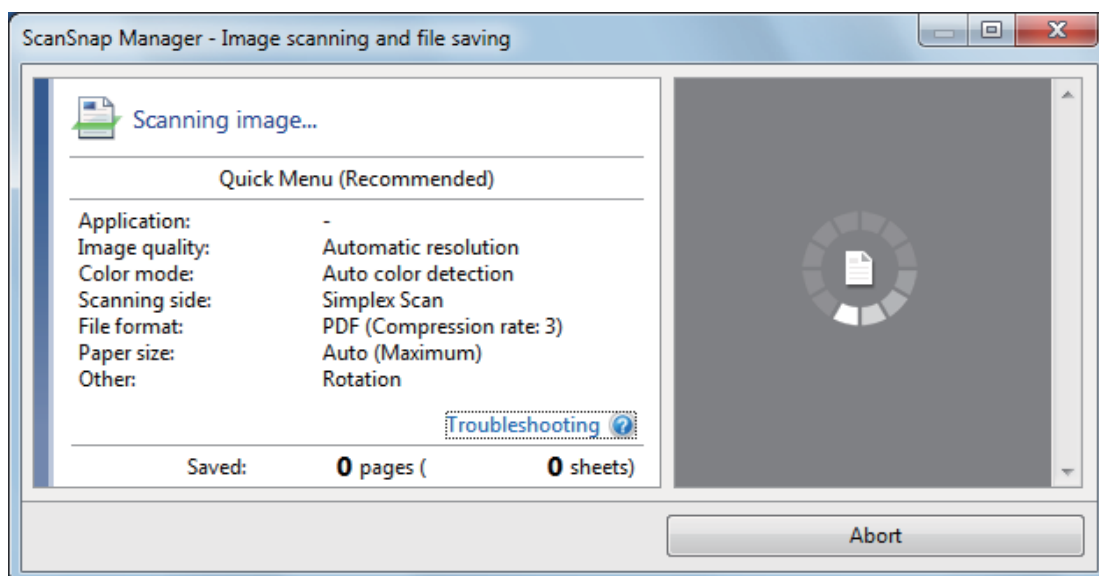 ScanSnap Manager - Image scanning and file saving
Scanning image...
Quick Menu (Recommended)
Application: -
Image quality: Automatic resolution
Color mode: Auto color detection
Scanning side: Simplex Scan
File format: PDF (Compression rate: 3)
Paper size: Auto (Maximum)
Other: Rotation
Troubleshooting
Saved: 0 pages ( 0 sheets)
Abort